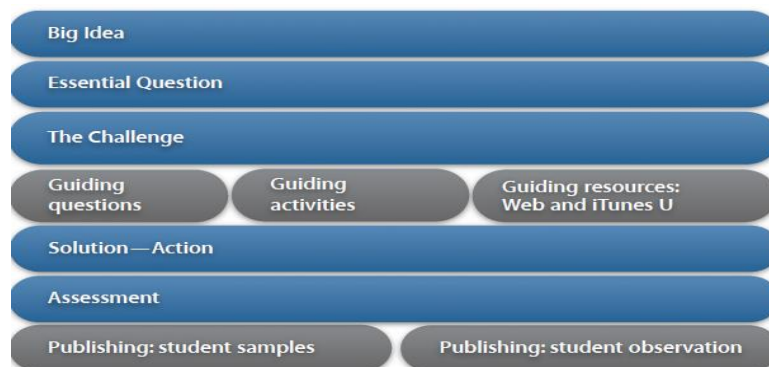 Big Idea
Essential Question
The Challenge
Guiding
questions
Guiding
activities
Guiding resources:
Web and iTunes U
Solution—Action
Assessment
Publishing: student samples
Publishing: student observation